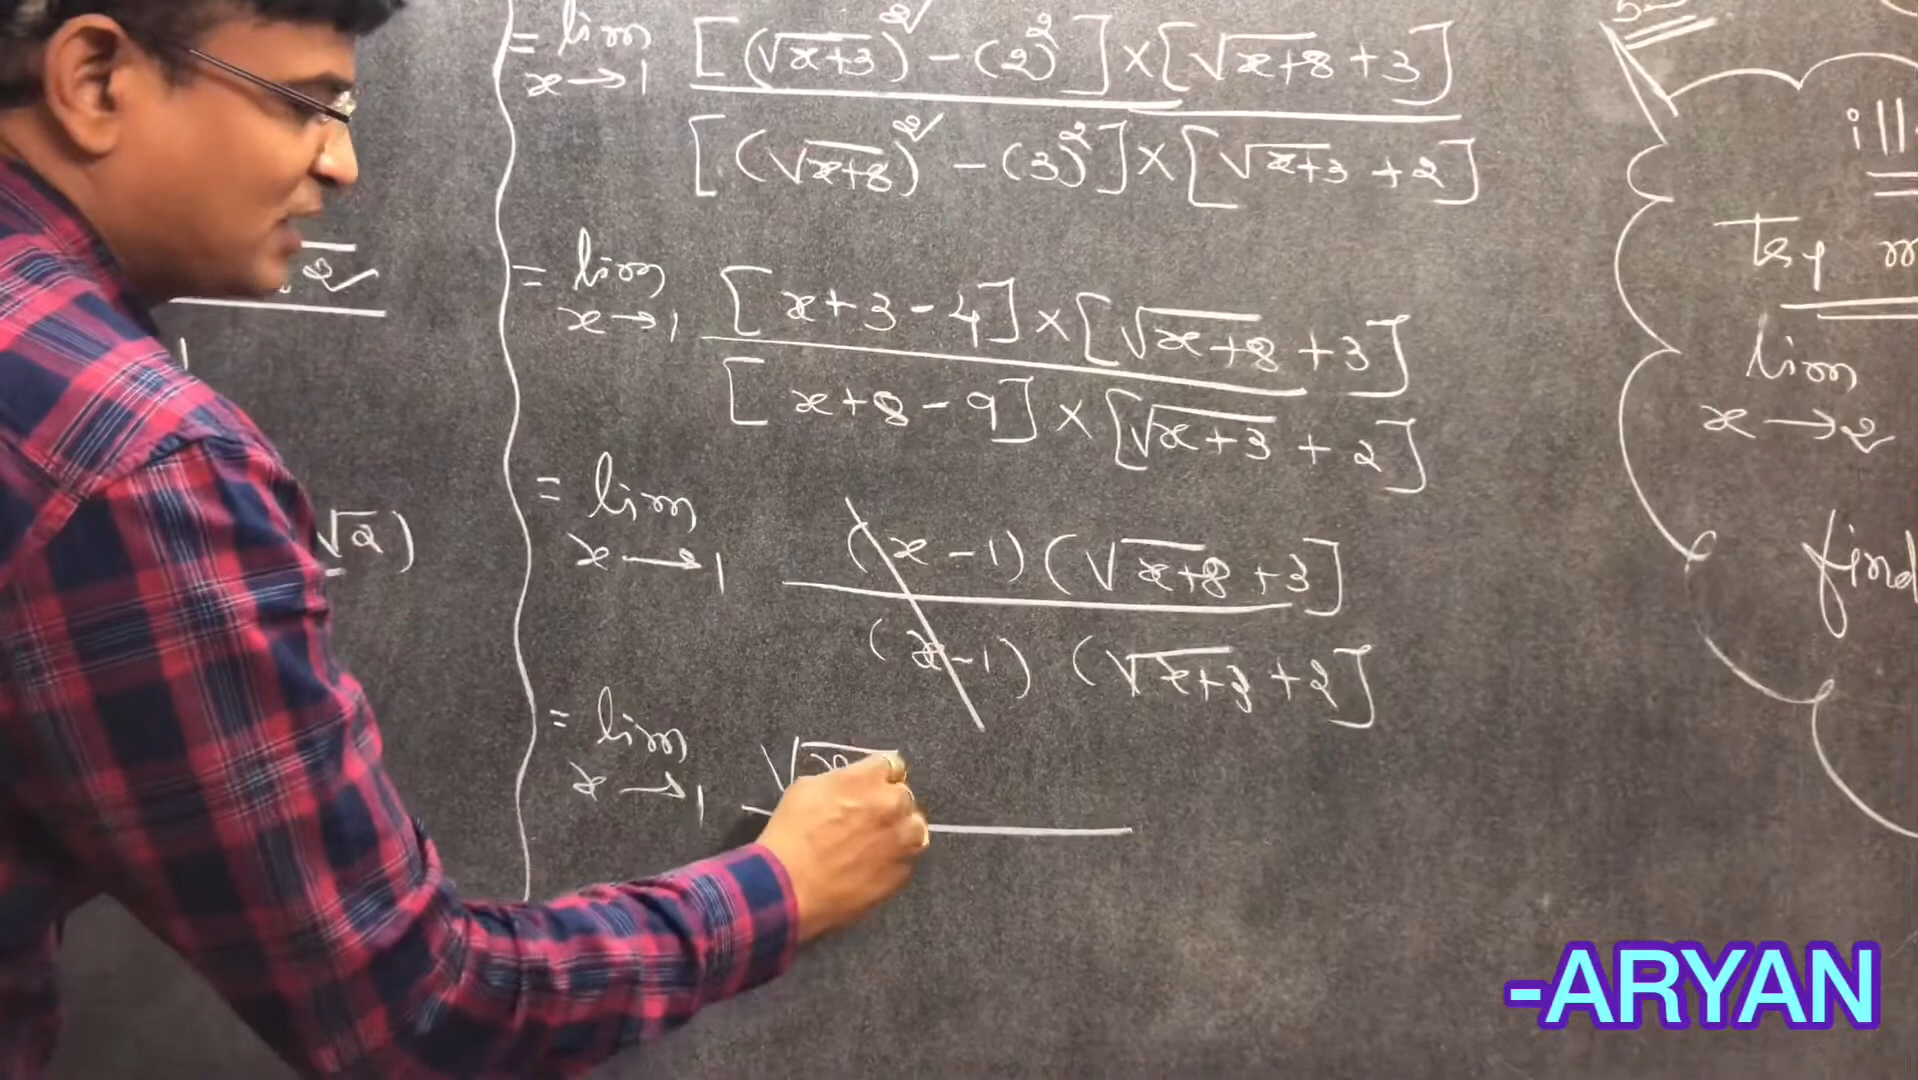 √2)
= lim x→1 [(√x+3)² - (2)²] × [√x+8 + 3] / [(√x+8)² - (3)²] × [√x+3 + 2]
= lim x→1 [x+3-4] × [√x+8 + 3] / [x+8-9] × [√x+3 + 2]
= lim x→1 (x-1) (√x+8 + 3] / (x-1) (√x+3 + 2]
= lim x→1 √x
ill
lim
x→2
find
-ARYAN